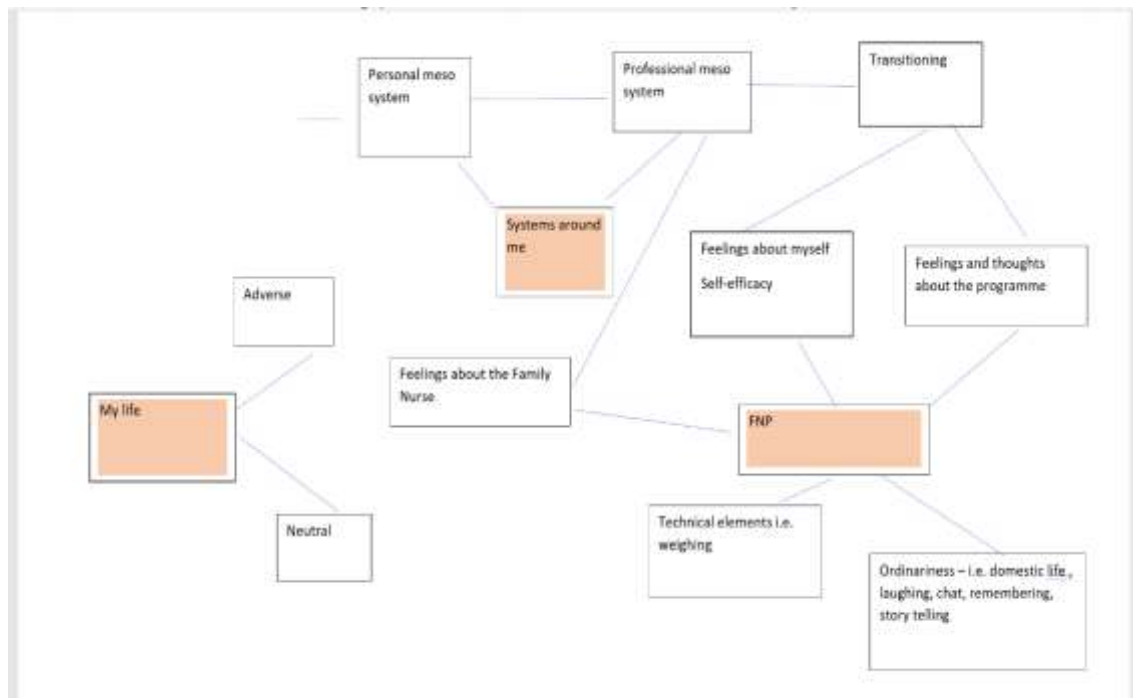 Personal meso
system
Professional meso
system
Transitioning
Systems around
me
Feelings about myself
Self-efficacy
Feelings and thoughts
about the programme
Adverse
Feelings about the Family
Nurse
My life
FNP
Neutral
Technical elements i.e.
weighing
Ordinariness – i.e. domestic life,
laughing, chat, remembering,
story telling